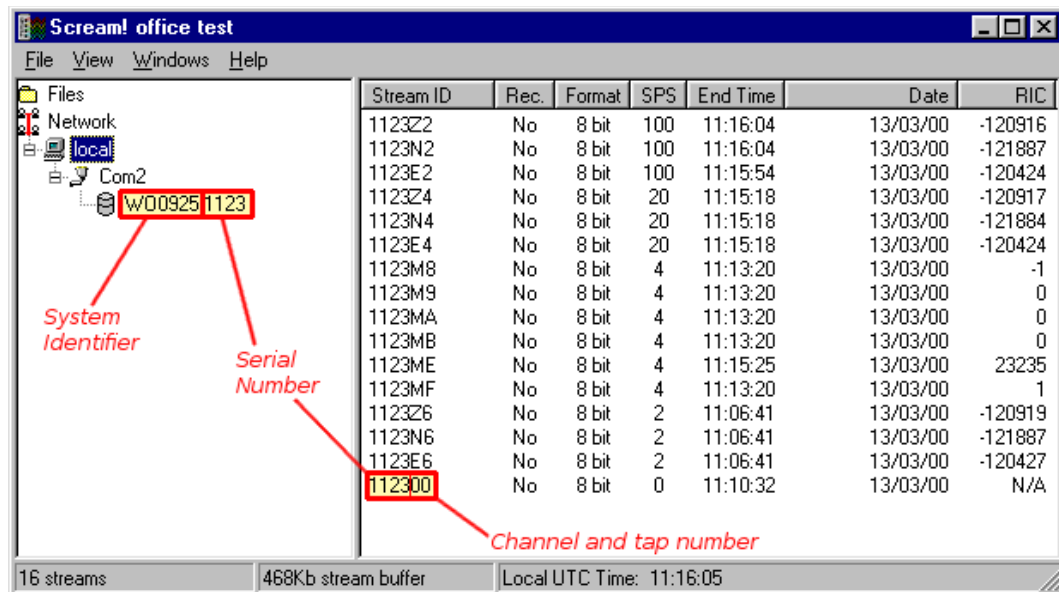 Scream! office test
File View Windows Help
Files
Network
local
Com2
WO0925 1123
System
Identifier
Serial
Number
Stream ID Rec. Format SPS End Time Date RIC
1123Z2 No 8 bit 100 11:16:04 13/03/00 -120916
1123N2 No 8 bit 100 11:16:04 13/03/00 -121887
1123E2 No 8 bit 100 11:15:54 13/03/00 -120424
1123Z4 No 8 bit 20 11:15:18 13/03/00 -120917
1123N4 No 8 bit 20 11:15:18 13/03/00 -121884
1123E4 No 8 bit 20 11:15:18 13/03/00 -120424
1123M8 No 8 bit 4 11:13:20 13/03/00 -1
1123M9 No 8 bit 4 11:13:20 13/03/00 0
1123MA No 8 bit 4 11:13:20 13/03/00 0
1123MB No 8 bit 4 11:13:20 13/03/00 0
1123ME No 8 bit 4 11:15:25 13/03/00 23235
1123MF No 8 bit 4 11:13:20 13/03/00 1
1123Z6 No 8 bit 2 11:06:41 13/03/00 -120919
1123N6 No 8 bit 2 11:06:41 13/03/00 -121887
1123E6 No 8 bit 2 11:06:41 13/03/00 -120427
112300 No 8 bit 0 11:10:32 13/03/00 N/A
Channel and tap number
16 streams 468Kb stream buffer Local UTC Time: 11:16:05